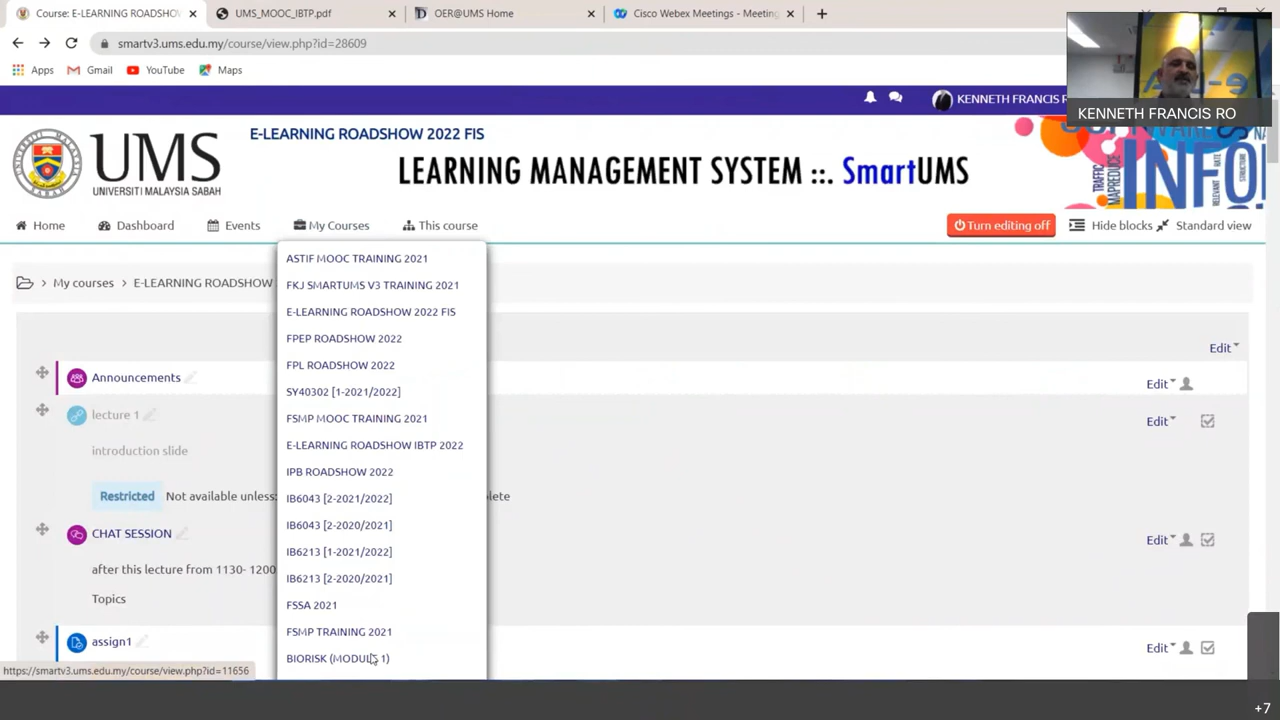 Course: E-LEARNING ROADSHOW
UMS_MOOC_IBTP.pdf
OER@UMS Home
Cisco Webex Meetings - Meeting
smartv3.ums.edu.my/course/view.php?id=28609
Apps
Gmail
YouTube
Maps
KENNETH FRANCIS R
KENNETH FRANCIS RO
E-LEARNING ROADSHOW 2022 FIS
UMS
UNIVERSITI MALAYSIA SABAH
LEARNING MANAGEMENT SYSTEM ::. SmartUMS
INFO!
TRAFFIC
MAPREDUCE
Home
Dashboard
Events
My Courses
This course
Turn editing off
Hide blocks
Standard view
My courses
E-LEARNING ROADSHOW
ASTIF MOOC TRAINING 2021
FKJ SMARTUMS V3 TRAINING 2021
E-LEARNING ROADSHOW 2022 FIS
FPEP ROADSHOW 2022
FPL ROADSHOW 2022
SY40302 [1-2021/2022]
FSMP MOOC TRAINING 2021
E-LEARNING ROADSHOW IBTP 2022
IPB ROADSHOW 2022
IB6043 [2-2021/2022]
IB6043 [2-2020/2021]
IB6213 [1-2021/2022]
IB6213 [2-2020/2021]
FSSA 2021
FSMP TRAINING 2021
BIORISK (MODULE 1)
Edit
Announcements
Edit
lecture 1
Edit
introduction slide
Restricted Not available unless: plete
CHAT SESSION
Edit
after this lecture from 1130- 1200
Topics
assign1
Edit
https://smartv3.ums.edu.my/course/view.php?id=11656
+7